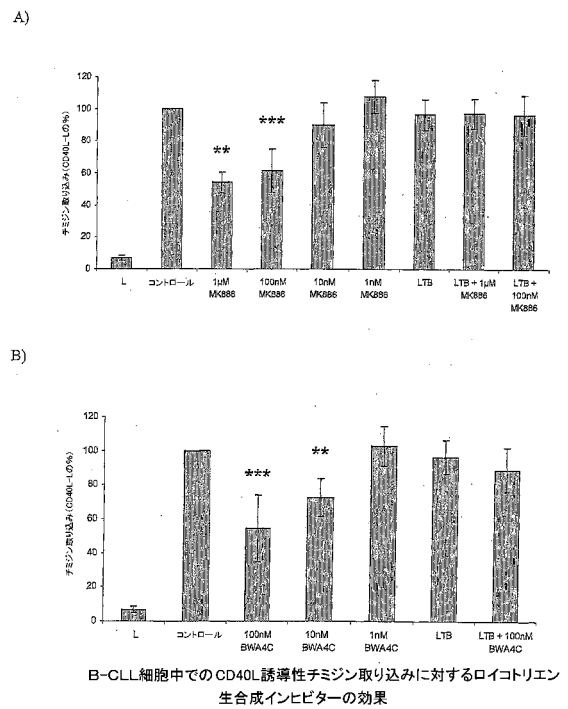 A)
チミジン取り込み(CD40L-Lの%)
120
100
80
60
40
20
0
** ***
L コントロール 1μM MK886 100nM MK886 10nM MK886 1nM MK886 LTB LTB + 1μM MK886 LTB + 100nM MK886
B)
チミジン取り込み(CD40L-Lの%)
120
100
80
60
40
20
0
*** **
L コントロール 100nM BWA4C 10nM BWA4C 1nM BWA4C LTB LTB + 100nM BWA4C
B-CLL細胞中でのCD40L誘導性チミジン取り込みに対するロイコトリエン
生合成インヒビターの効果